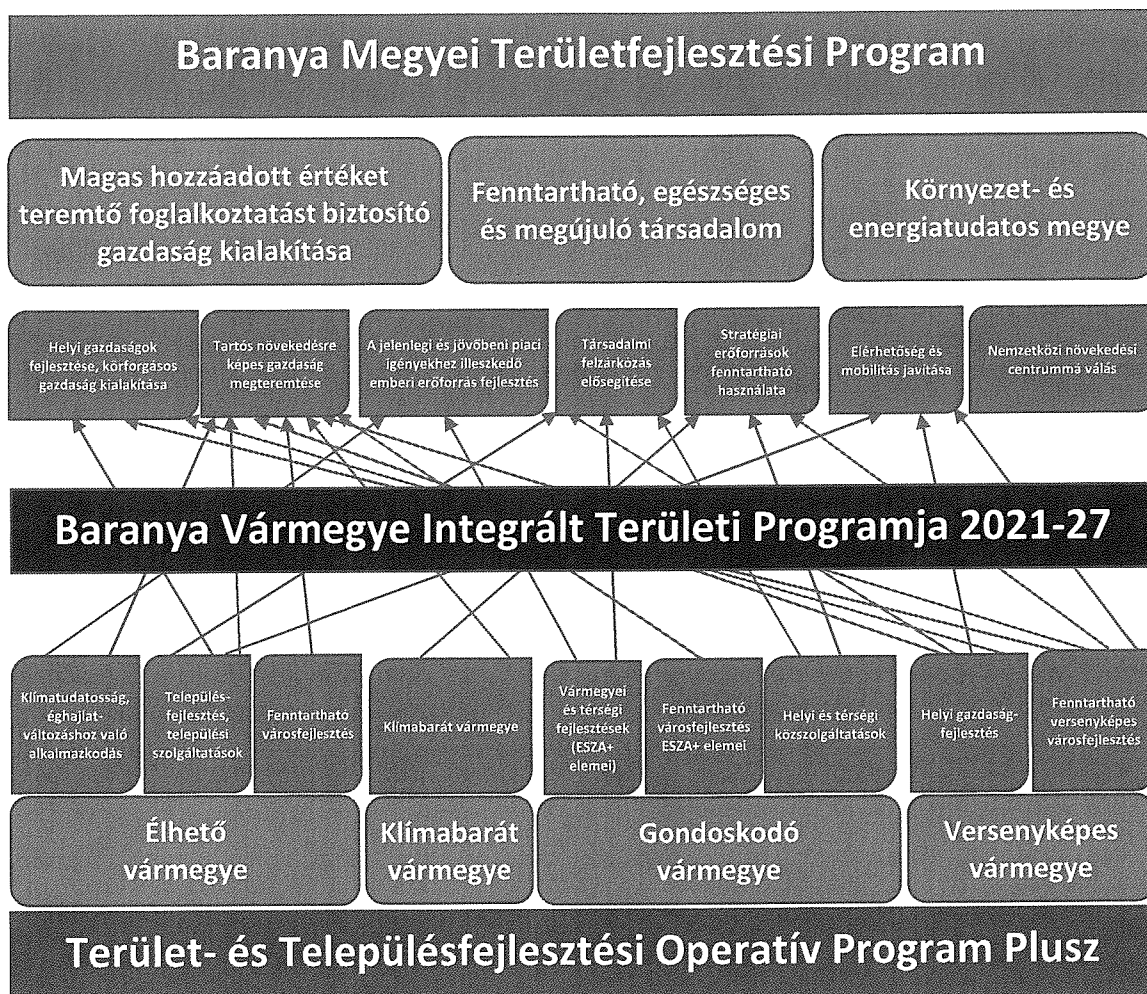 Baranya Megyei Területfejlesztési Program
Magas hozzáadott értéket
teremtő foglalkoztatást biztosító
gazdaság kialakítása
Fenntartható, egészséges
és megújuló társadalom
Környezet- és
energiatudatos megye
Helyi gazdaságok
fejlesztése, körforgásos
gazdaság kialakítása
Tartós növekedésre
képes gazdaság
megteremtése
A jelenlegi és jövőbeni piaci
igényekhez illeszkedő
emberi erőforrás fejlesztés
Társadalmi
felzárkózás
elősegítése
Stratégiai
erőforrások
fenntartható
használata
Elérhetőség és
mobilitás javítása
Nemzetközi növekedési
centrummá válás
Baranya Vármegye Integrált Területi Programja 2021-27
Klímatudatosság,
éghajlat-
változáshoz való
alkalmazkodás
Település-
fejlesztés,
települési
szolgáltatások
Fenntartható
városfejlesztés
Klímabarát vármegye
Vármegyei
és térségi
fejlesztések
(ESZA+
elemei)
Fenntartható
városfejlesztés
ESZA+ elemei
Helyi és térségi
közszolgáltatások
Helyi gazdaság-
fejlesztés
Fenntartható
versenyképes
városfejlesztés
Élhető
vármegye
Klímabarát
vármegye
Gondoskodó
vármegye
Versenyképes
vármegye
Terület- és Településfejlesztési Operatív Program Plusz